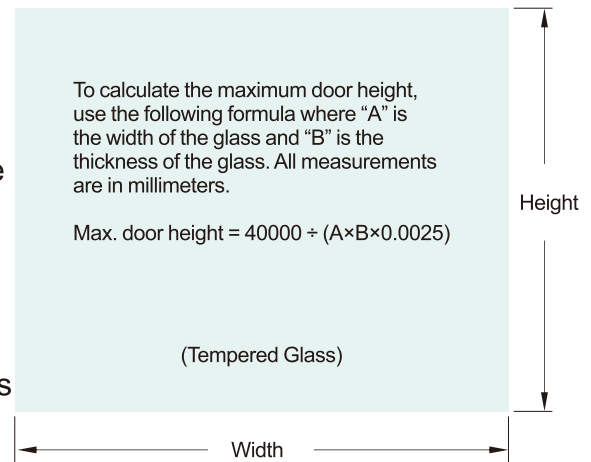 To calculate the maximum door height,
use the following formula where “A” is
the width of the glass and “B” is the
thickness of the glass. All measurements
are in millimeters.
Max. door height = 40000 ÷ (A×B×0.0025)
(Tempered Glass)
Height
Width